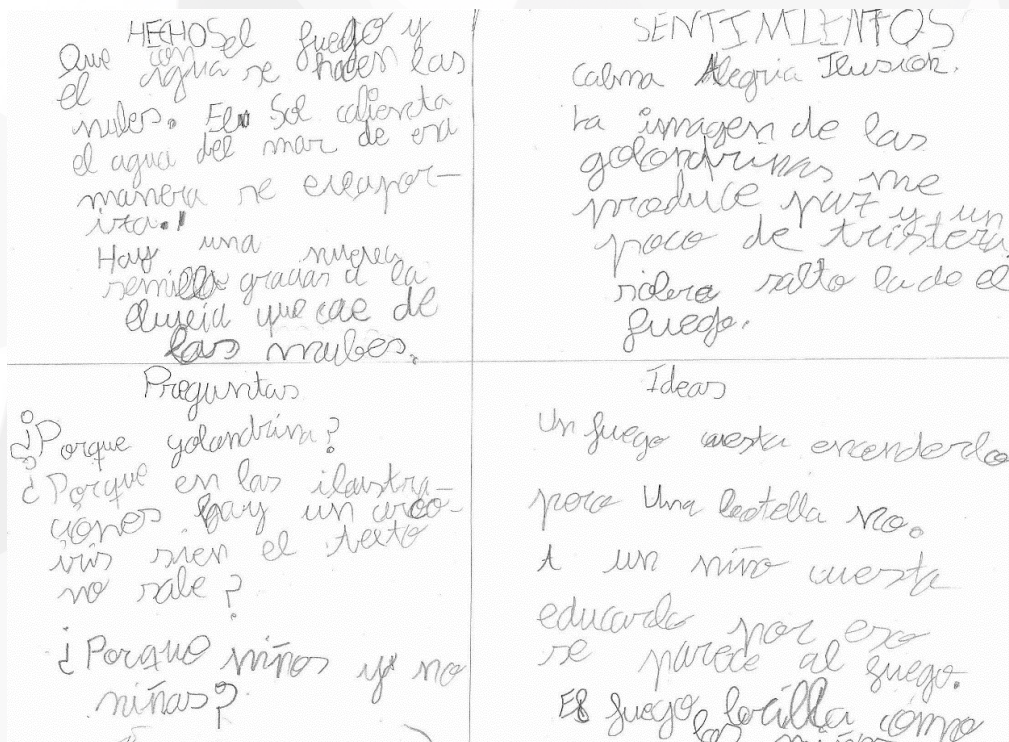 HECHOS
Que con el fuego y
el agua se hacen las
nubes. El Sol calienta
el agua del mar de esa
manera se evapor-
iza.
Hay una nueva
semilla gracias a la
lluvia que cae de
las nubes.
SENTIMIENTOS
Calma Alegria Ilusion.
La imagen de las
golondrinas me
produce paz y un
poco de tristeza
salto la de el
fuego.
Preguntas
¿Porque golandrina?
¿Porque en las ilustra-
ciones hay un arco-
iris sien el texto
no sale?
¿Porque niños y no
niñas?
Ideas
Un fuego cuesta encenderlo
pero Una botella no.
A un niño cuesta
educarlo por eso
se parece al fuego.
El fuego brilla como
los niños